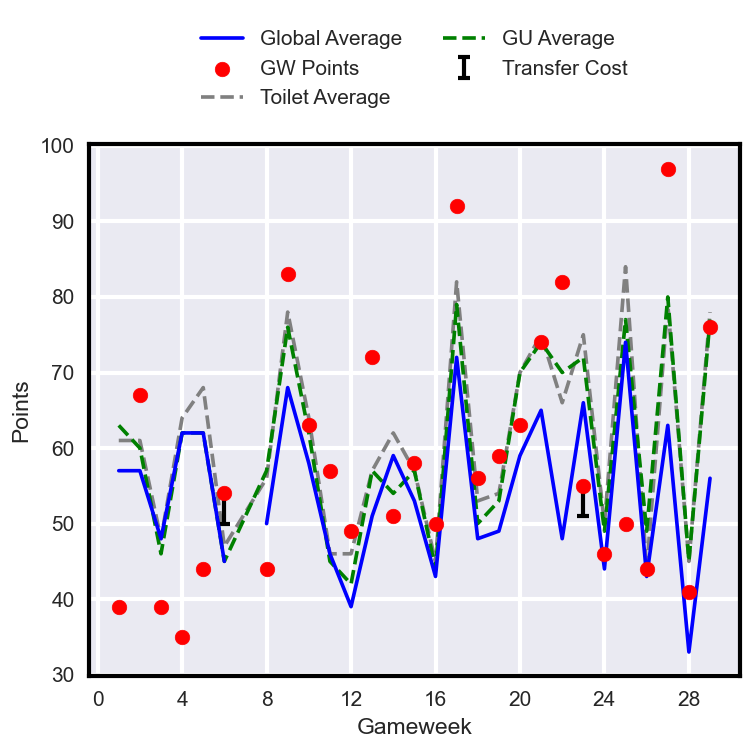 Global Average
GW Points
Toilet Average
GU Average
Transfer Cost
100
90
80
70
60
50
40
30
Points
0 4 8 12 16 20 24 28
Gameweek